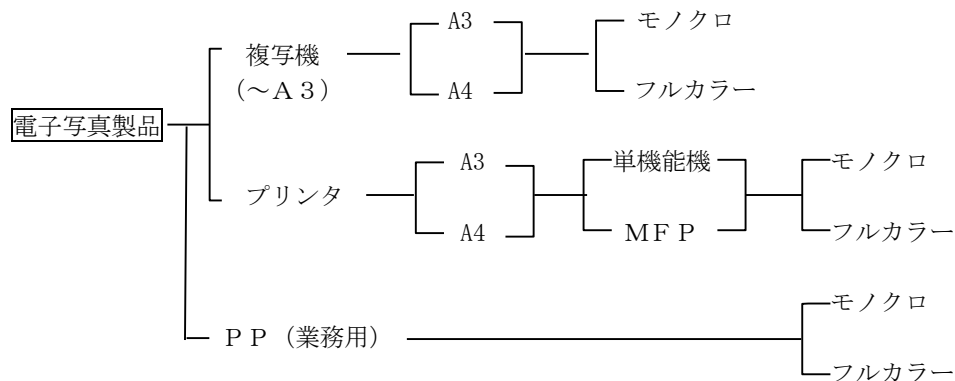 A3
モノクロ
複写機
(～A３)
A4
フルカラー
電子写真製品
A3
単機能機
モノクロ
プリンタ
A4
ＭＦＰ
フルカラー
モノクロ
ＰＰ（業務用）
フルカラー